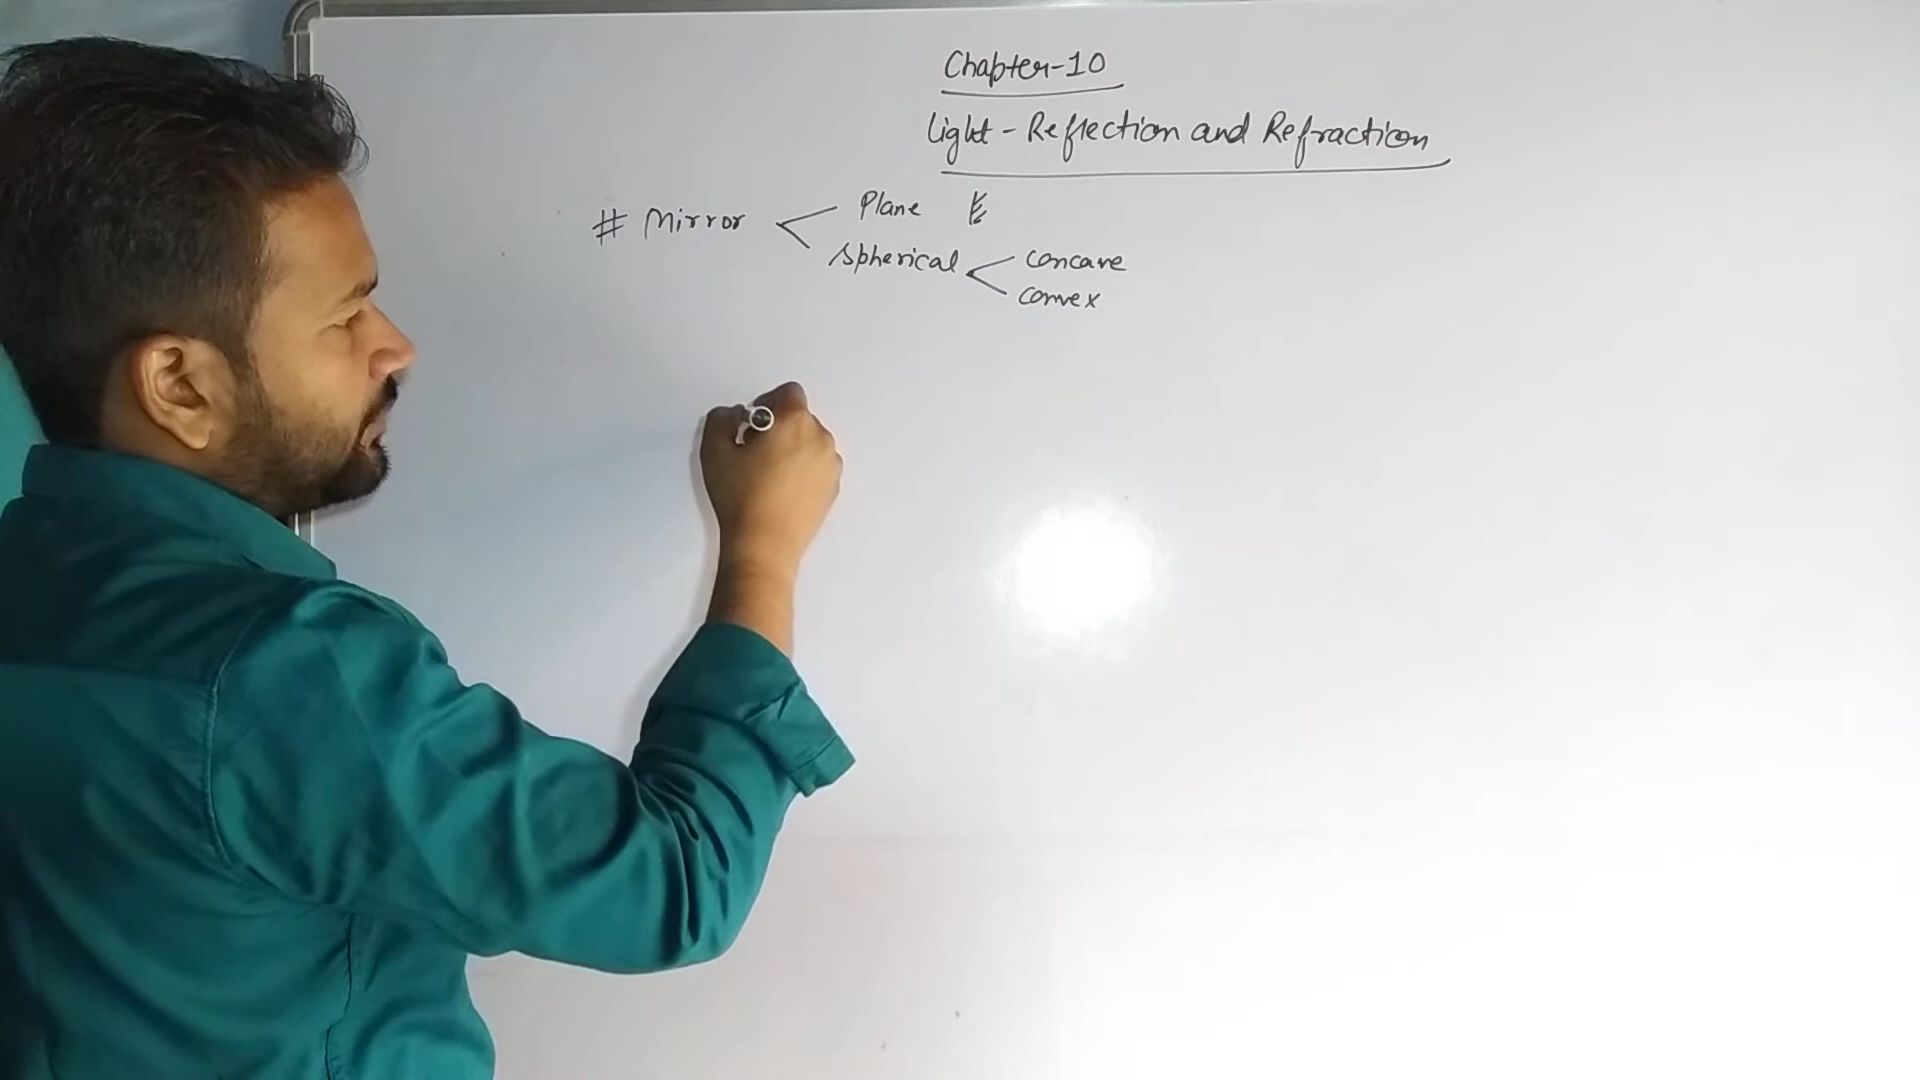 Chapter-10
Light - Reflection and Refraction
# Mirror
Plane
Spherical
concave
convex